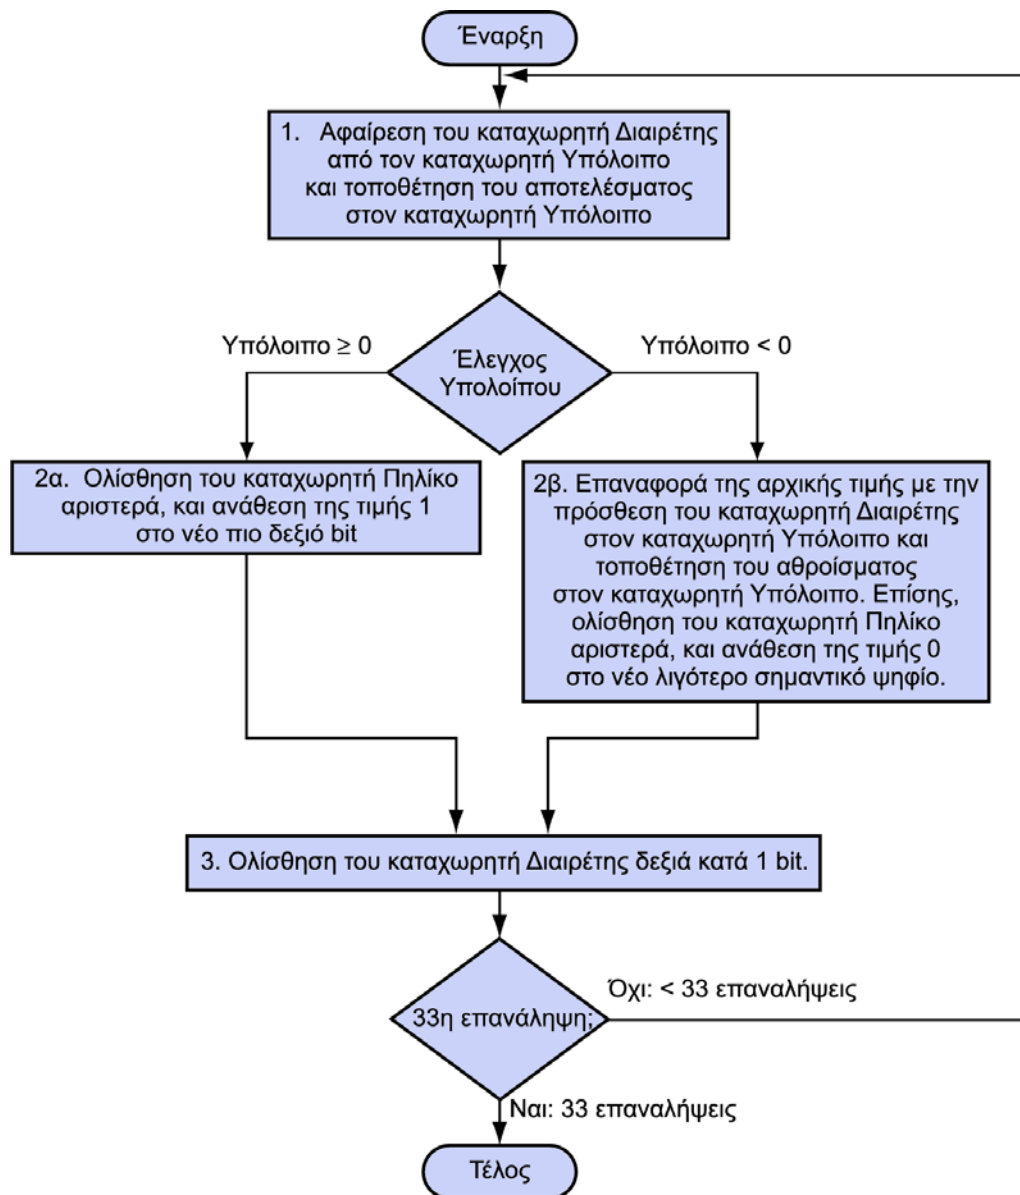 Έναρξη
1. Αφαίρεση του καταχωρητή Διαιρέτης
από τον καταχωρητή Υπόλοιπο
και τοποθέτηση του αποτελέσματος
στον καταχωρητή Υπόλοιπο
Υπόλοιπο ≥ 0
Υπόλοιπο < 0
Έλεγχος
Υπολοίπου
2α. Ολίσθηση του καταχωρητή Πηλίκο
αριστερά, και ανάθεση της τιμής 1
στο νέο πιο δεξιό bit
2β. Επαναφορά της αρχικής τιμής με την
πρόσθεση του καταχωρητή Διαιρέτης
στον καταχωρητή Υπόλοιπο και
τοποθέτηση του αθροίσματος
στον καταχωρητή Υπόλοιπο. Επίσης,
ολίσθηση του καταχωρητή Πηλίκο
αριστερά, και ανάθεση της τιμής 0
στο νέο λιγότερο σημαντικό ψηφίο.
3. Ολίσθηση του καταχωρητή Διαιρέτης δεξιά κατά 1 bit.
Όχι: < 33 επαναλήψεις
33η επανάληψη;
Ναι: 33 επαναλήψεις
Τέλος